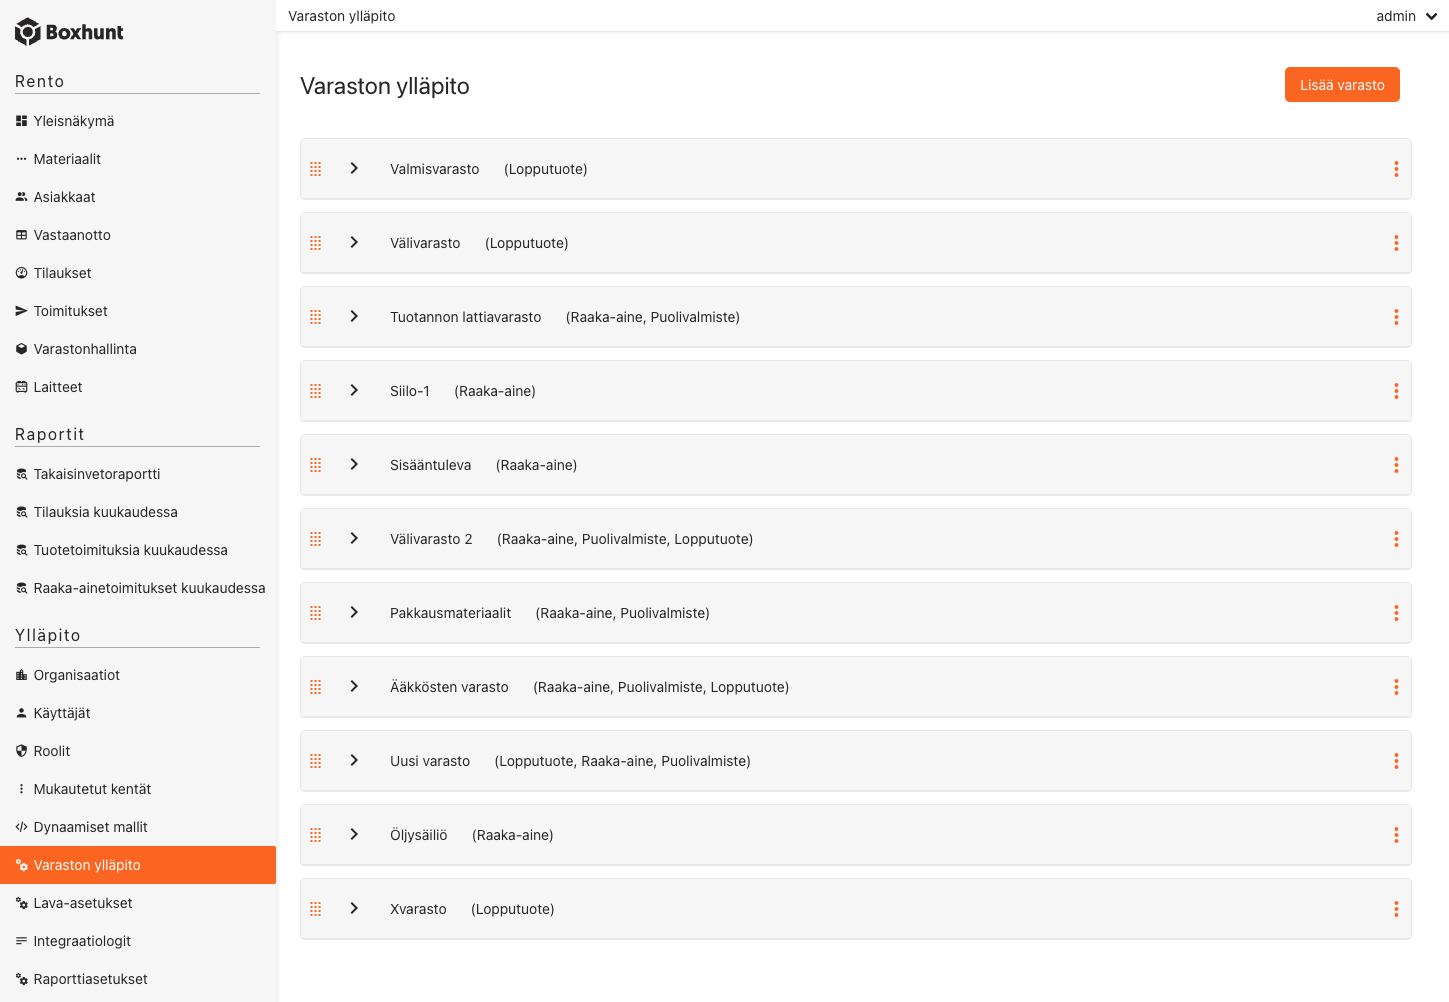 Boxhunt
Varaston ylläpito
admin
Rento
Yleisnäkymä
Materiaalit
Asiakkaat
Vastaanotto
Tilaukset
Toimitukset
Varastonhallinta
Laitteet
Raportit
Takaisinvetoraportti
Tilauksia kuukaudessa
Tuotetoimituksia kuukaudessa
Raaka-ainetoimitukset kuukaudessa
Ylläpito
Organisaatiot
Käyttäjät
Roolit
Mukautetut kentät
Dynaamiset mallit
Varaston ylläpito
Lava-asetukset
Integraatiologit
Raporttiasetukset
Varaston ylläpito
Lisää varasto
Valmisvarasto (Lopputuote)
Välivarasto (Lopputuote)
Tuotannon lattiavarasto (Raaka-aine, Puolivalmiste)
Siilo-1 (Raaka-aine)
Sisääntuleva (Raaka-aine)
Välivarasto 2 (Raaka-aine, Puolivalmiste, Lopputuote)
Pakkausmateriaalit (Raaka-aine, Puolivalmiste)
Ääkkösten varasto (Raaka-aine, Puolivalmiste, Lopputuote)
Uusi varasto (Lopputuote, Raaka-aine, Puolivalmiste)
Öljysäiliö (Raaka-aine)
Xvarasto (Lopputuote)